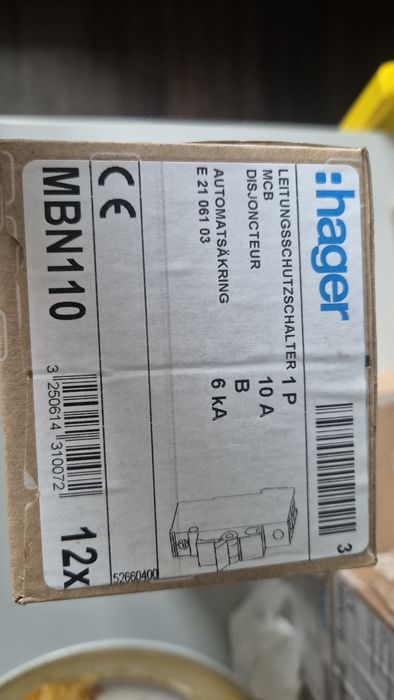 :hager
3
LEITUNGSSCHUTZSCHALTER 1 P
MCB 10 A
DISJONCTEUR B
6 kA
AUTOMATSÄKRING
E 21 061 03
CE
52660400
MBN110
3 250614 310072
12x